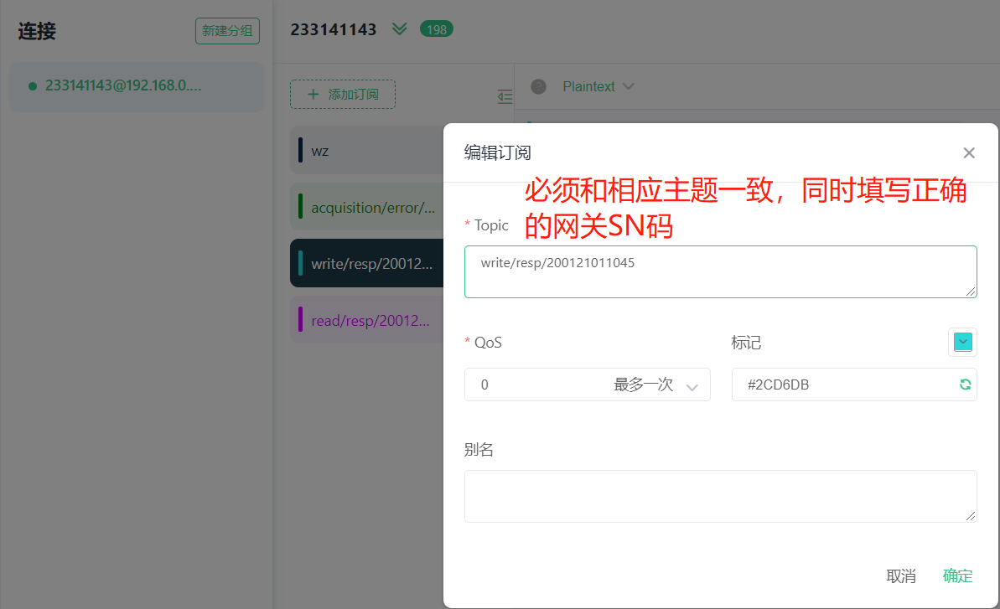 连接
新建分组
233141143@192.168.0....
233141143
198
添加订阅
Plaintext
wz
acquisition/error/...
write/resp/20012...
read/resp/20012...
编辑订阅
必须和相应主题一致，同时填写正确
的网关SN码
* Topic
write/resp/200121011045
* QoS
标记
0 最多一次
#2CD6DB
别名
取消 确定